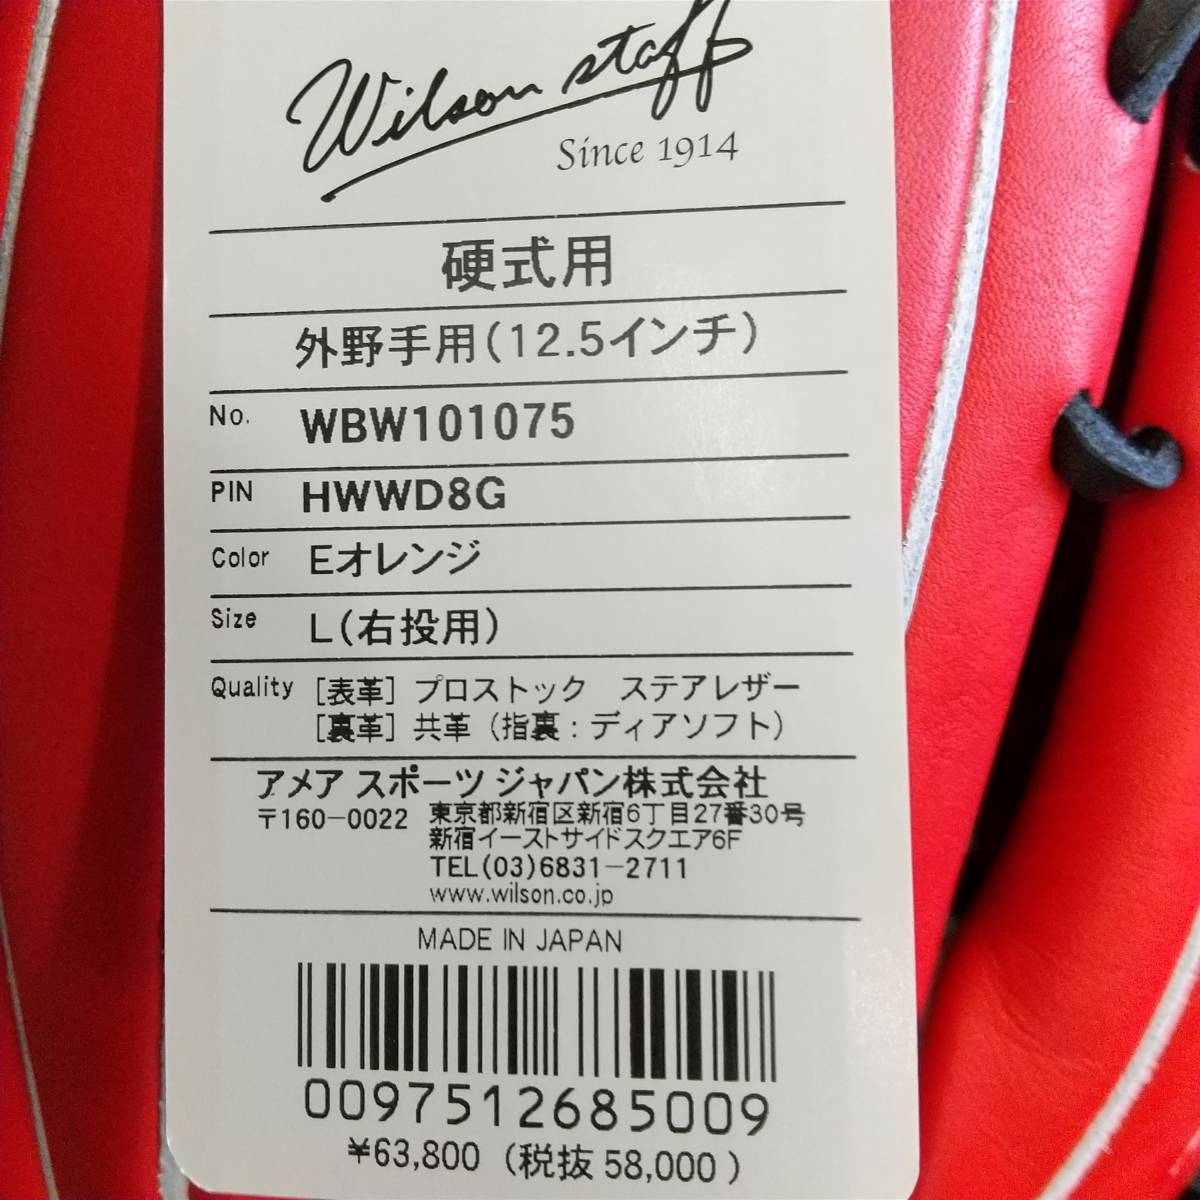 Wilson staff
Since 1914
硬式用
外野手用(12.5インチ)
No. WBW101075
PIN HWWD8G
Color Eオレンジ
Size L(右投用)
Quality [表革] プロストック ステアレザー
[裏革] 共革 (指裏:ディアソフト)
アメア スポーツ ジャパン株式会社
〒160-0022 東京都新宿区新宿6丁目27番30号
新宿イーストサイドスクエア6F
TEL(03)6831-2711
www.wilson.co.jp
MADE IN JAPAN
0097512685009
¥63,800 (税抜 58,000 )